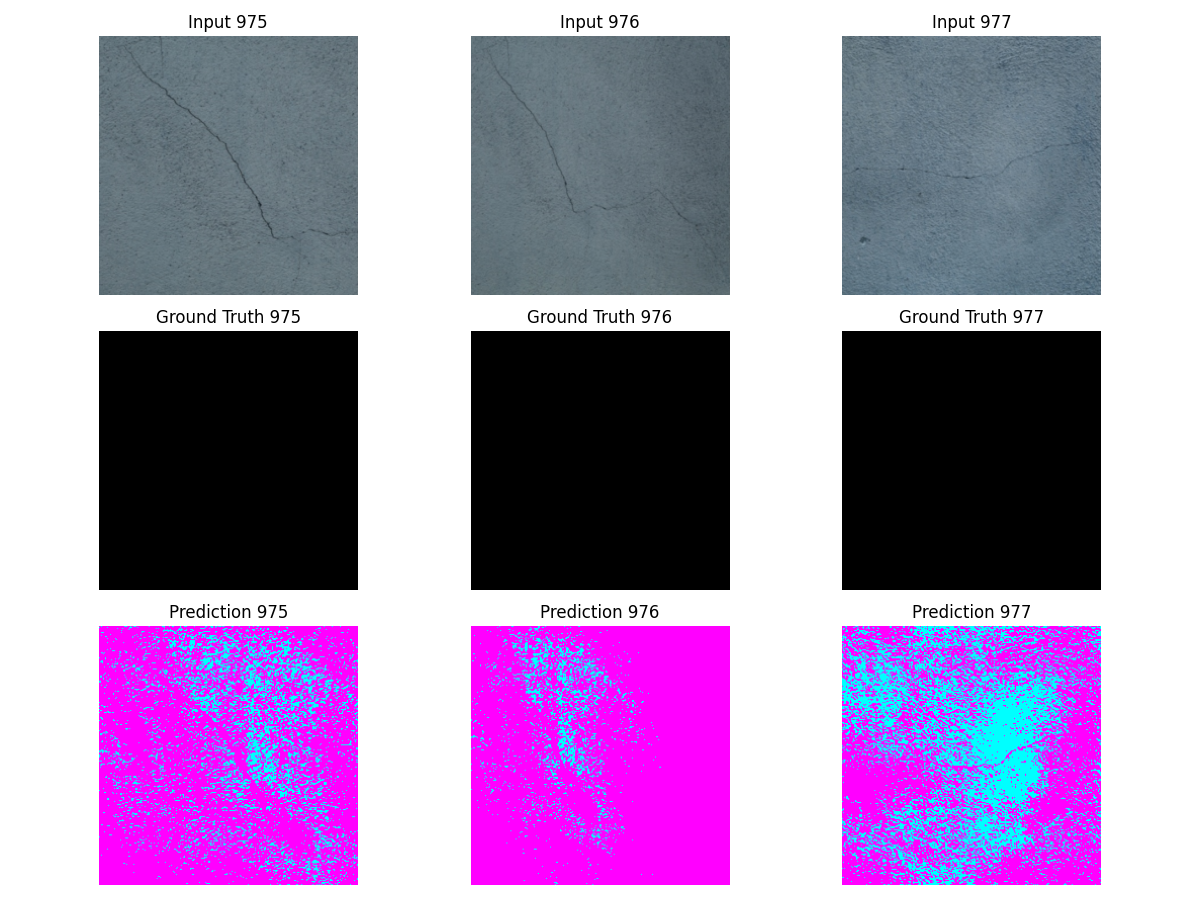 Input 975
Input 976
Input 977
Ground Truth 975
Ground Truth 976
Ground Truth 977
Prediction 975
Prediction 976
Prediction 977